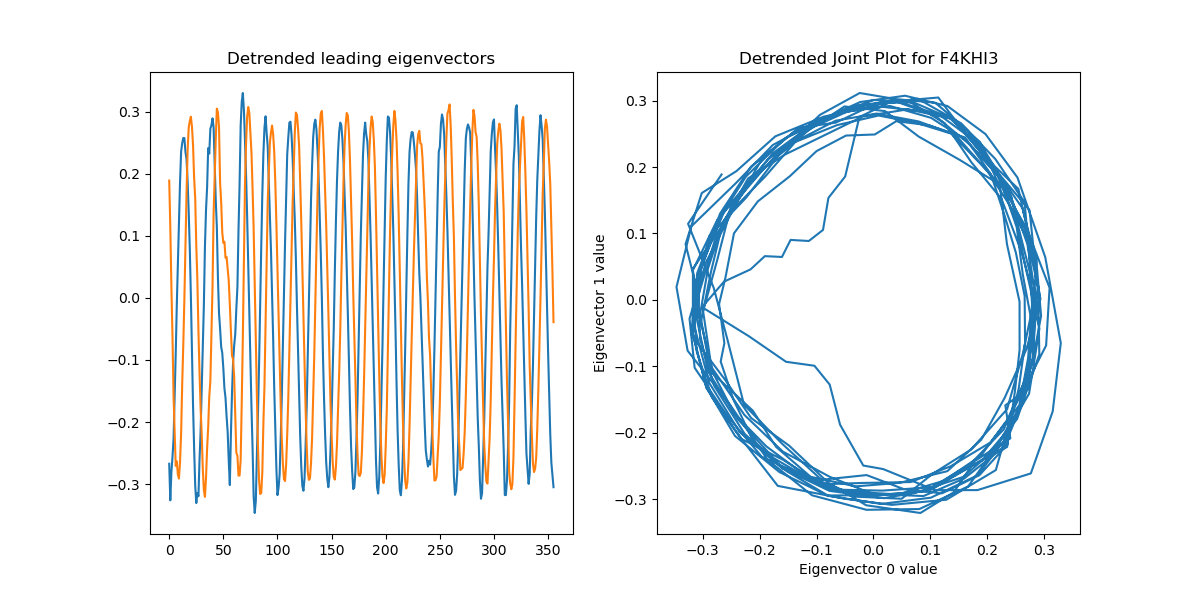 Detrended leading eigenvectors
0.3
0.2
0.1
0.0
−0.1
−0.2
−0.3
0 50 100 150 200 250 300 350
Detrended Joint Plot for F4KHI3
Eigenvector 1 value
0.3
0.2
0.1
0.0
−0.1
−0.2
−0.3
−0.3 −0.2 −0.1 0.0 0.1 0.2 0.3
Eigenvector 0 value